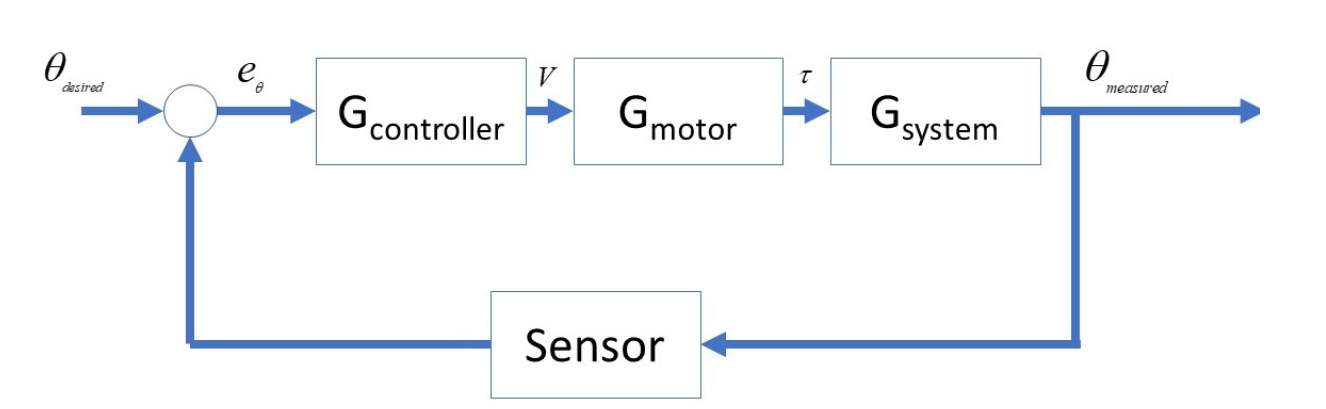 θdesired eθ Gcontroller V Gmotor τ Gsystem θmeasured
Sensor